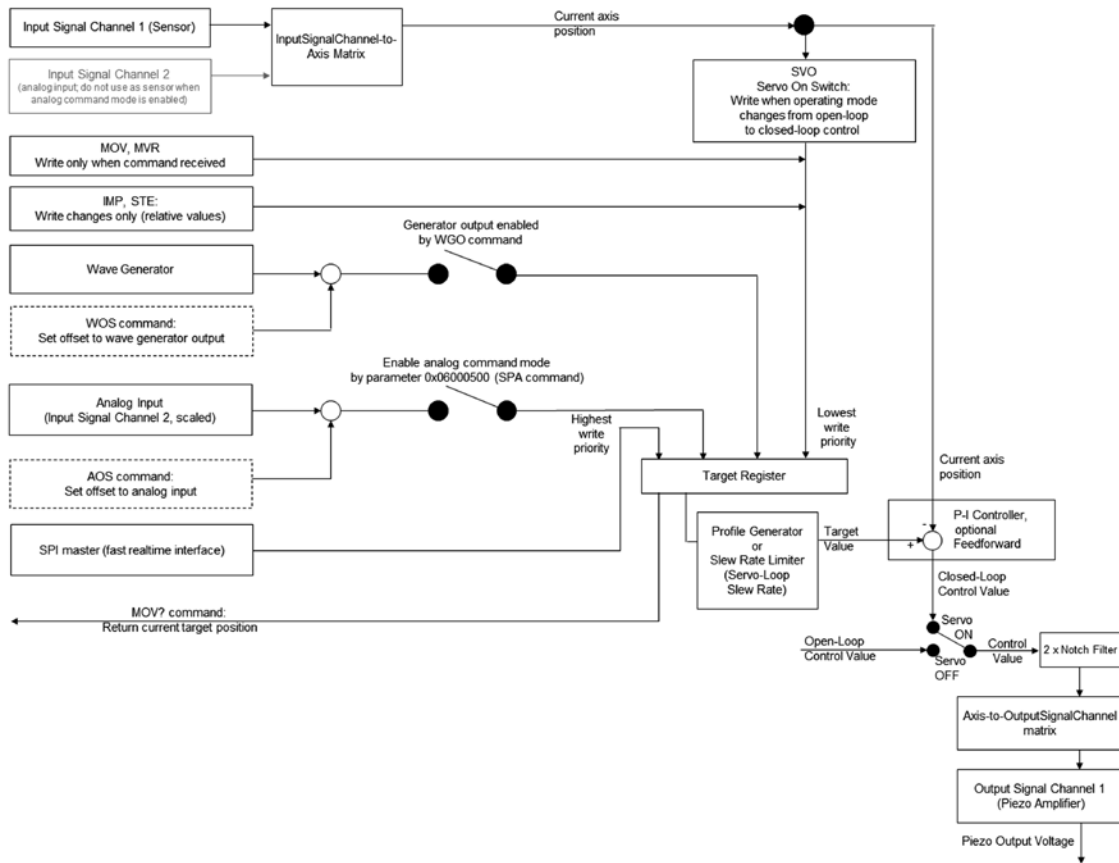 Input Signal Channel 1 (Sensor)
InputSignalChannel-to-
Axis Matrix
Current axis
position
Input Signal Channel 2
(analog input; do not use as sensor when
analog command mode is enabled)
SVO
Servo On Switch:
Write when operating mode
changes from open-loop
to closed-loop control
MOV, MVR
Write only when command received
IMP, STE:
Write changes only (relative values)
Generator output enabled
by WGO command
Wave Generator
WOS command:
Set offset to wave generator output
Enable analog command mode
by parameter 0x06000500 (SPA command)
Analog Input
(Input Signal Channel 2, scaled)
Highest
write
priority
Lowest
write
priority
AOS command:
Set offset to analog input
Target Register
Current axis
position
SPI master (fast realtime interface)
Profile Generator
or
Slew Rate Limiter
(Servo-Loop
Slew Rate)
Target
Value
-
+
P-I Controller,
optional
Feedforward
Closed-Loop
Control Value
MOV? command:
Return current target position
Servo
ON
Open-Loop
Control Value
Servo
OFF
Control
Value
2 x Notch Filter
Axis-to-OutputSignalChannel
matrix
Output Signal Channel 1
(Piezo Amplifier)
Piezo Output Voltage